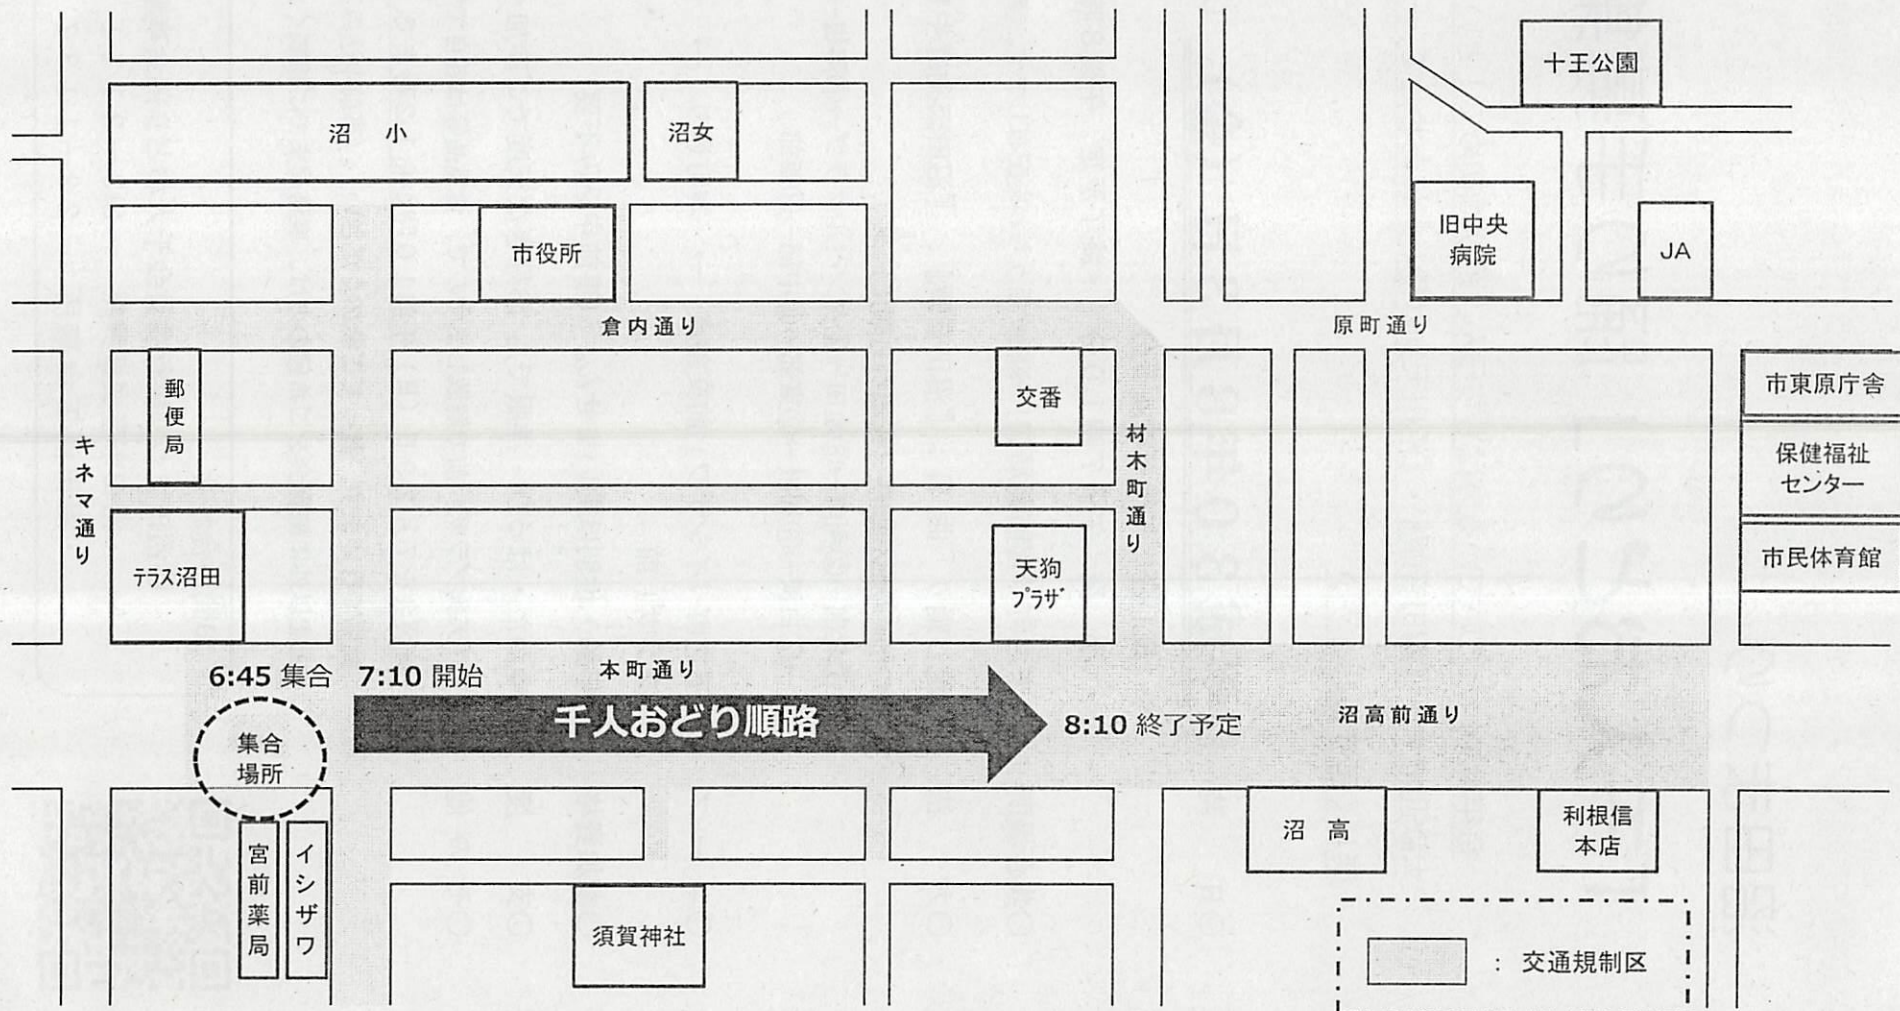 十王公園
沼 小
沼女
市役所
旧中央
病院
JA
倉内通り
原町通り
郵便局
交番
市東原庁舎
キネマ通り
材木町通り
保健福祉
センター
テラス沼田
天狗
プラザ
市民体育館
6:45 集合
7:10 開始
本町通り
千人おどり順路
8:10 終了予定
沼高前通り
集合
場所
宮前薬局
イシザワ
須賀神社
沼 高
利根信
本店
：交通規制区